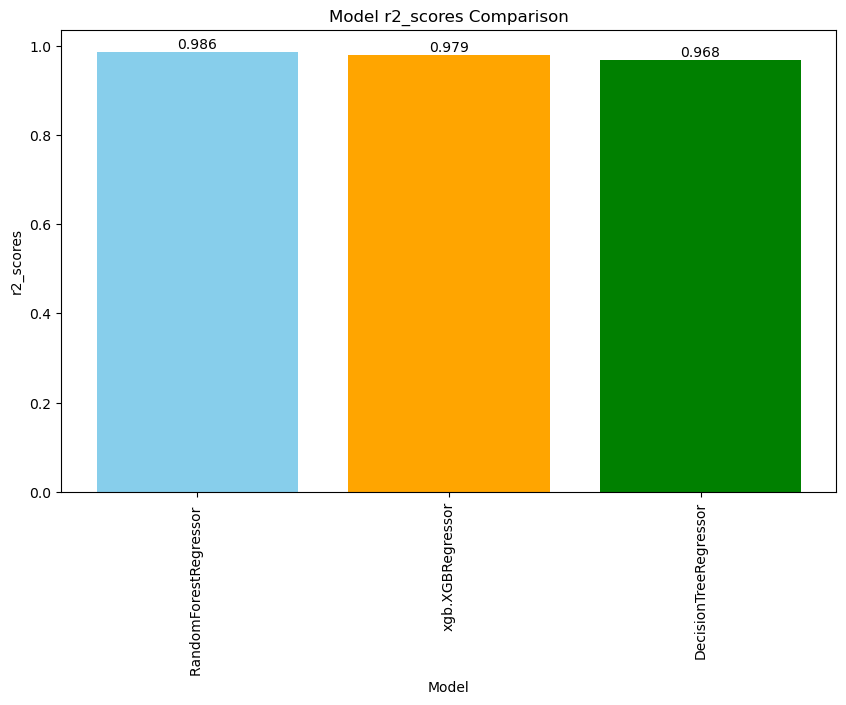 Model r2_scores Comparison
0.986
0.979
0.968
1.0
0.8
0.6
0.4
0.2
0.0
r2_scores
RandomForestRegressor
xgb.XGBRegressor
DecisionTreeRegressor
Model